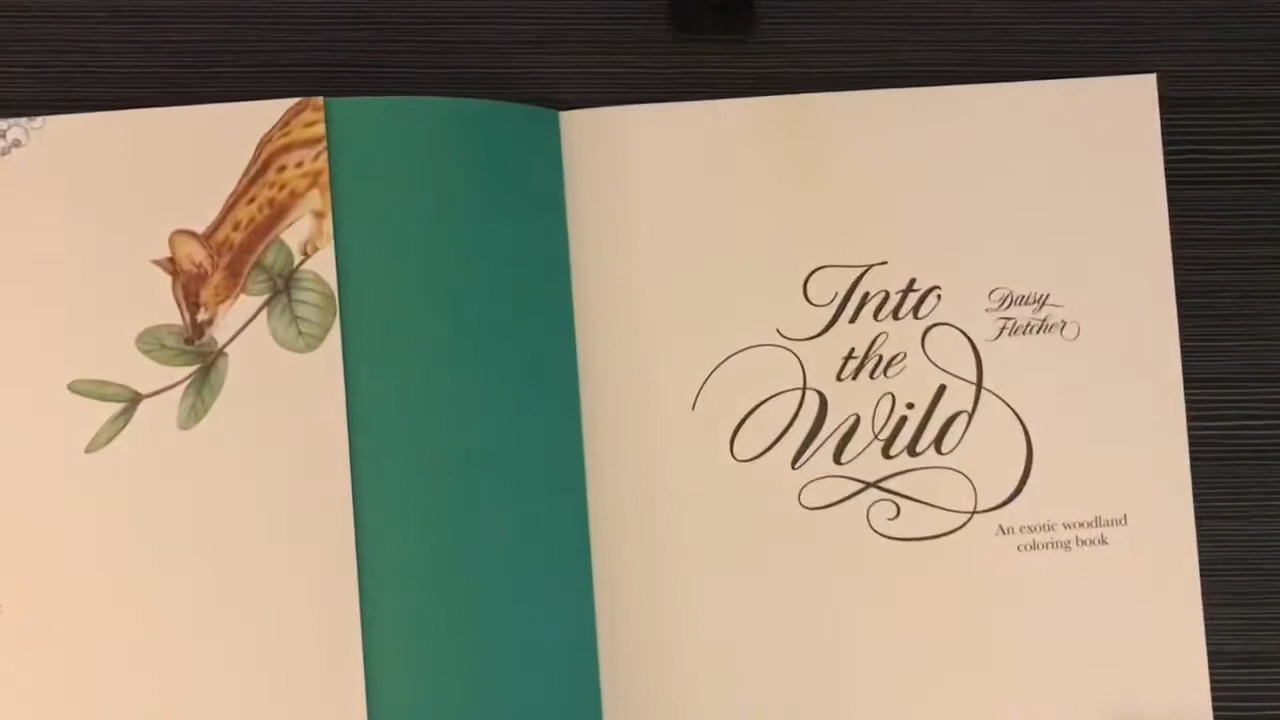 Into
the
Wild
Daisy
Fletcher
An exotic woodland
coloring book